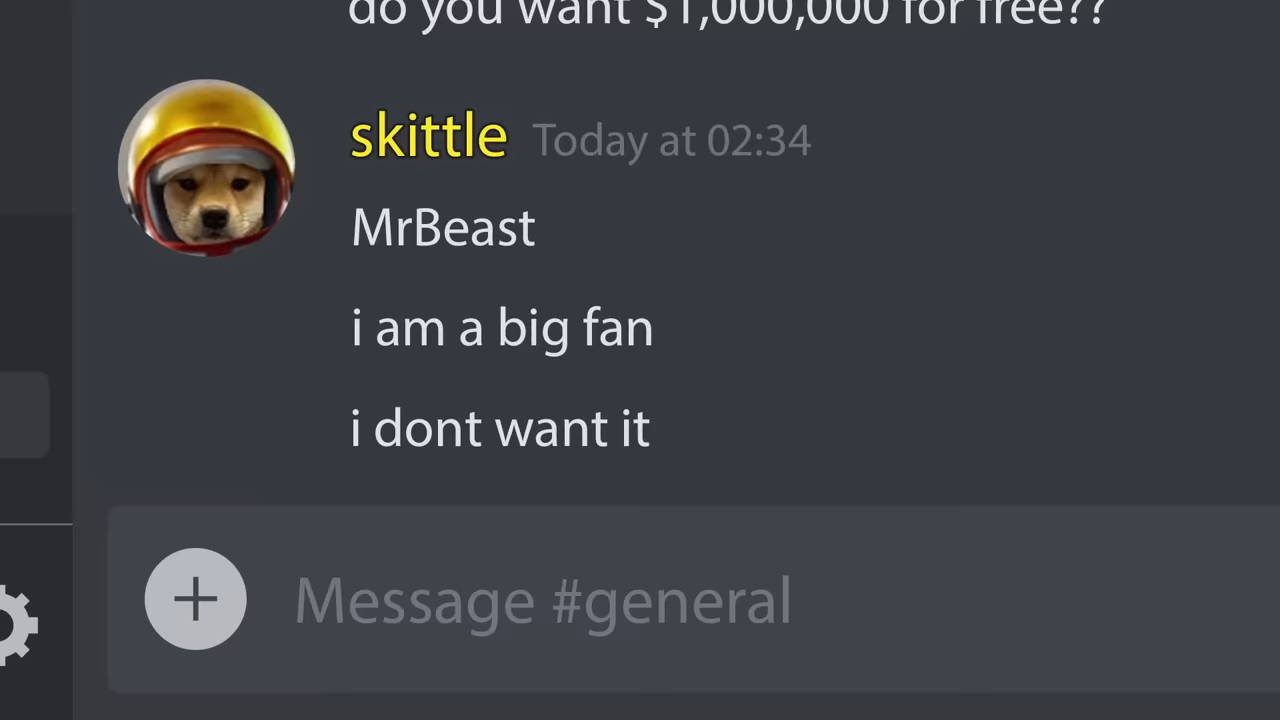 do you want $1,000,000 for free??
skittle Today at 02:34
MrBeast
i am a big fan
i dont want it
Message #general